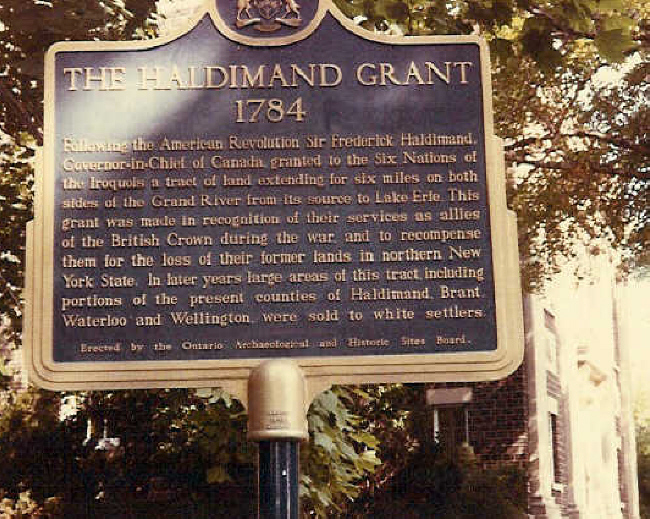 THE HALDIMAND GRANT
1784
Following the American Revolution Sir Frederick Haldimand,
Governor-in-Chief of Canada, granted to the Six Nations of
the Iroquois a tract of land extending for six miles on both
sides of the Grand River from its source to Lake Erie. This
grant was made in recognition of their services as allies
of the British Crown during the war, and to recompense
them for the loss of their former lands in northern New
York State. In later years large areas of this tract, including
portions of the present counties of Haldimand, Brant,
Waterloo and Wellington, were sold to white settlers.
Erected by the Ontario Archaeological and Historic Sites Board.